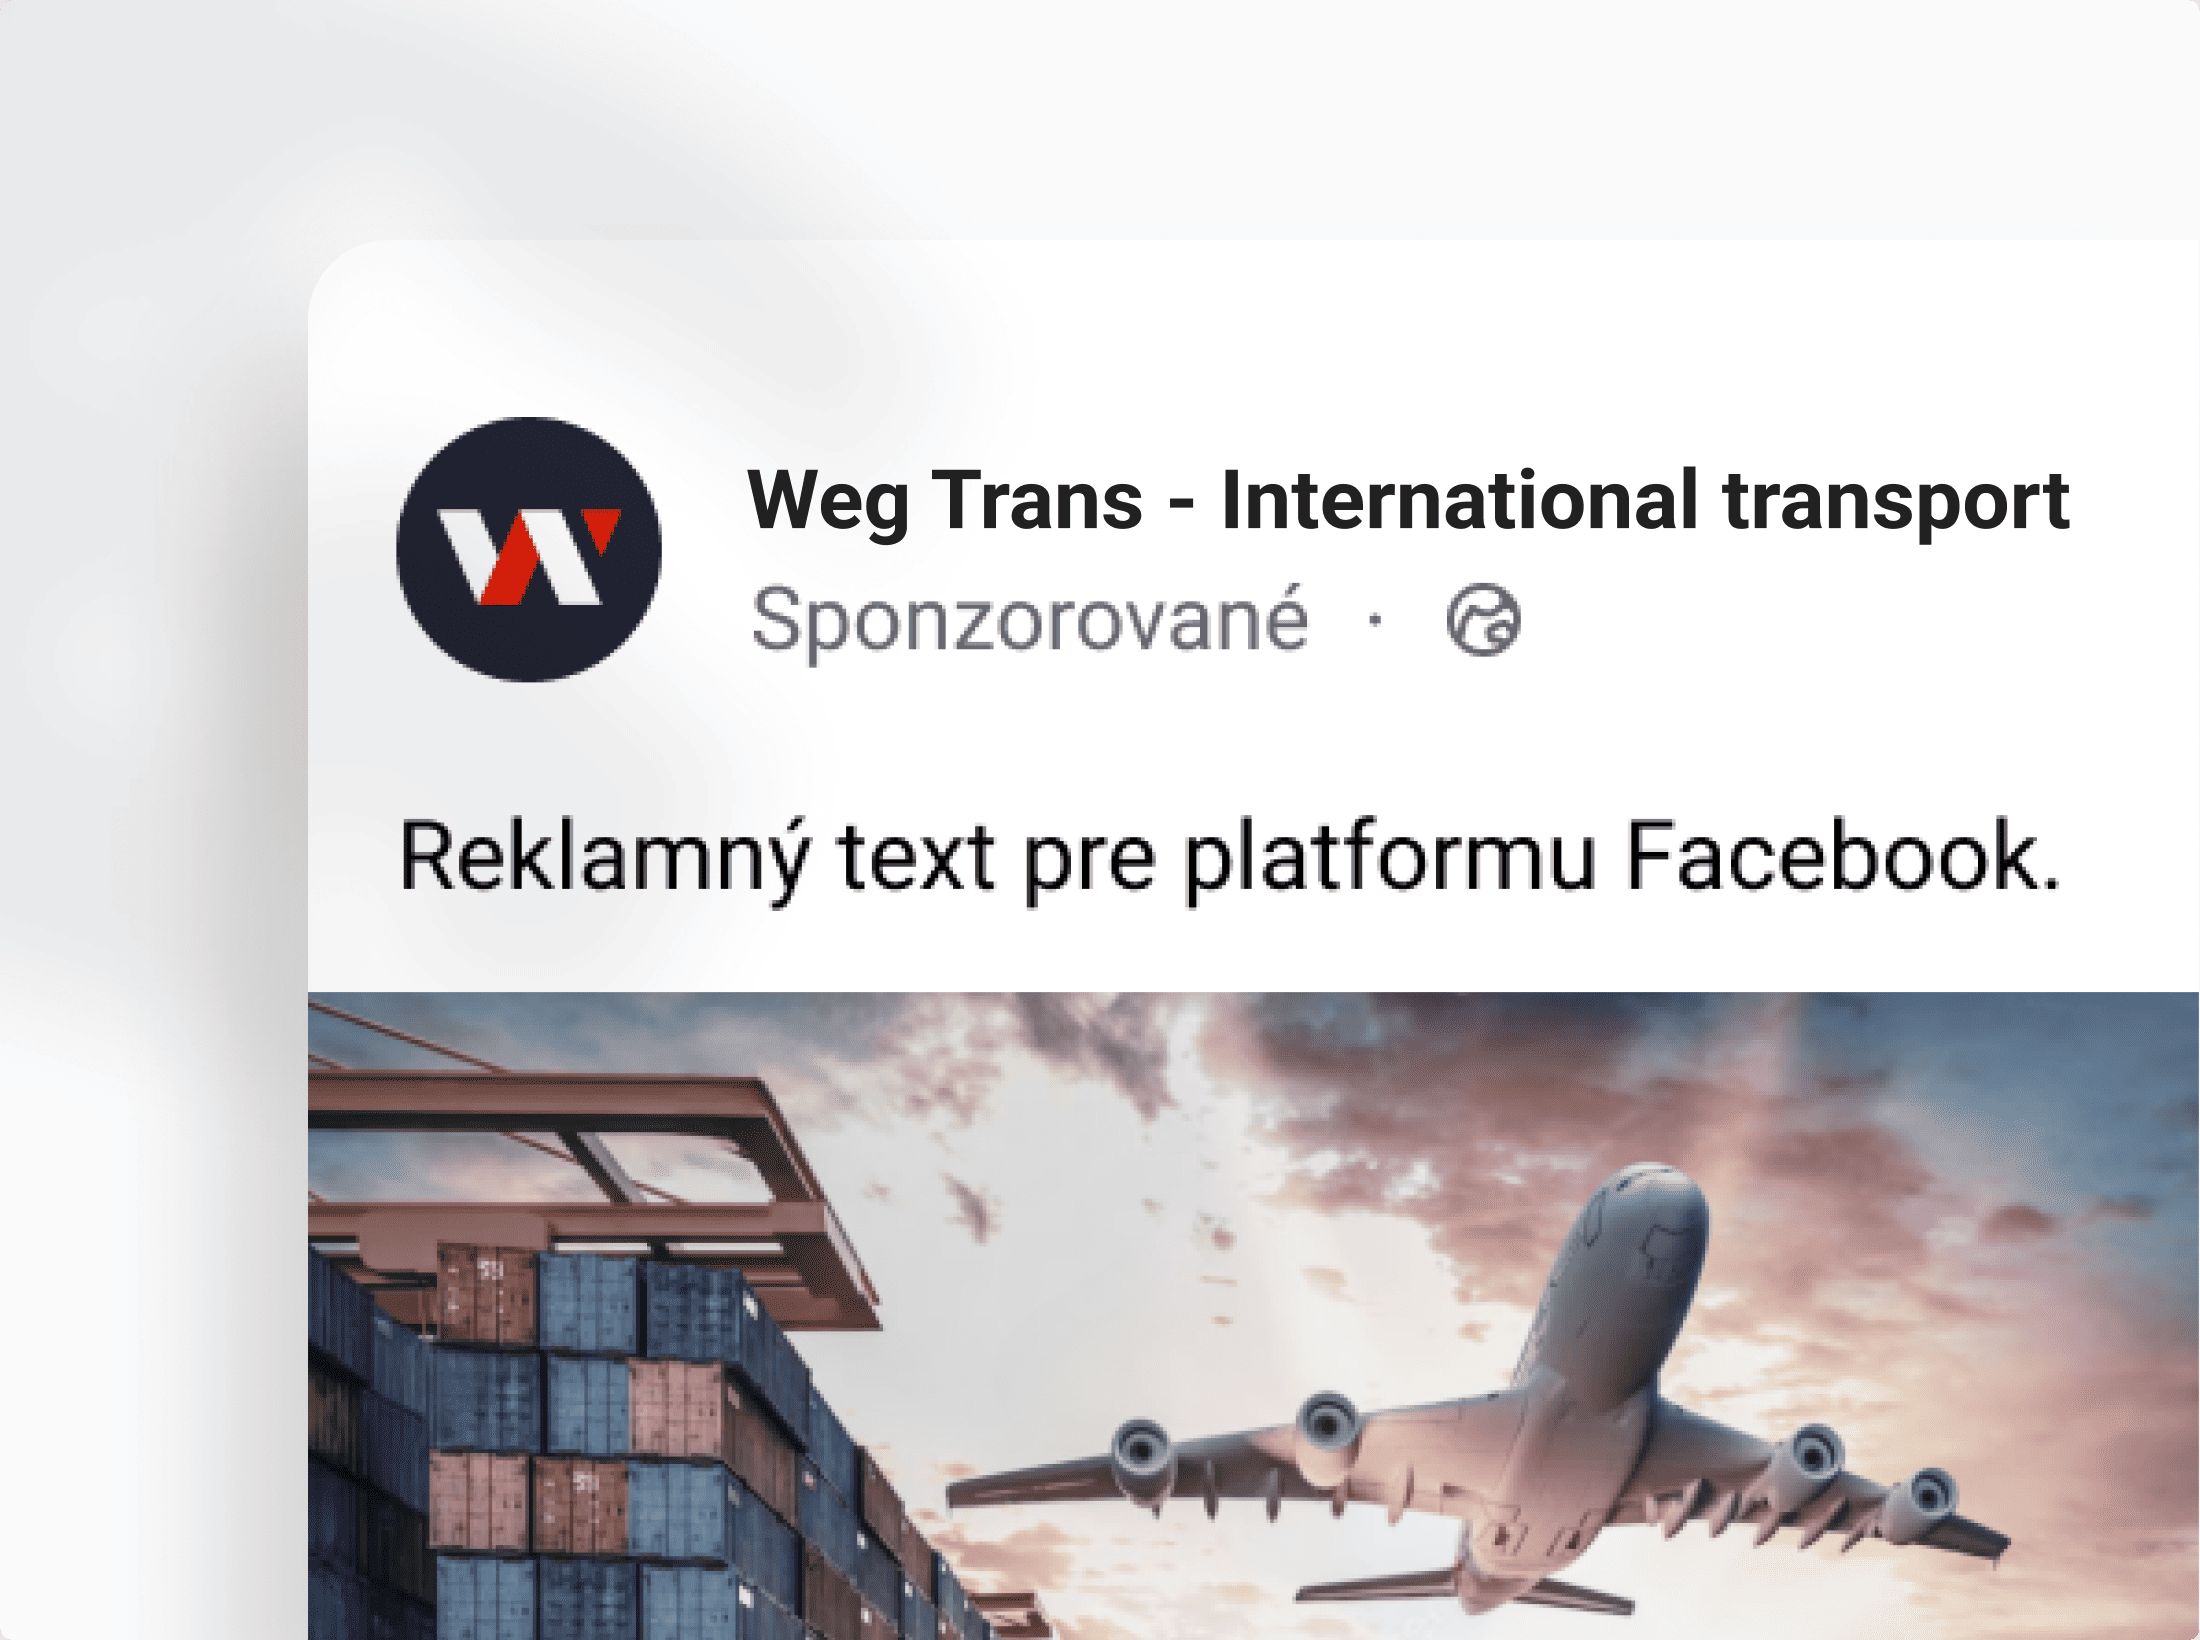 Weg Trans - International transport
Sponzorované ·
Reklamný text pre platformu Facebook.